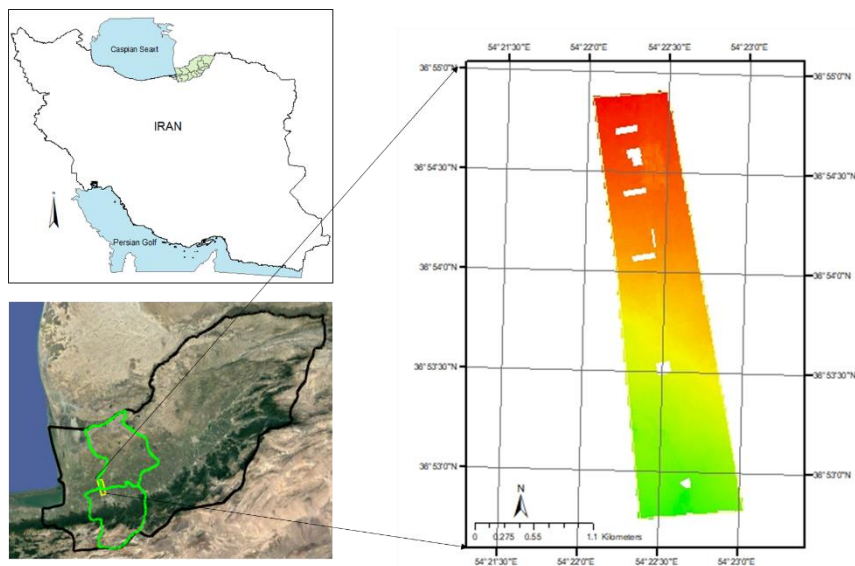 Caspian Seaxt
IRAN
N
Persian Golf
54°21'30"E 54°22'0"E 54°22'30"E 54°23'0"E
36°55'0"N 36°55'0"N
36°54'30"N 36°54'30"N
36°54'0"N 36°54'0"N
36°53'30"N 36°53'30"N
36°53'0"N 36°53'0"N
N
0 0.275 0.55 1.1 Kilometers
54°21'30"E 54°22'0"E 54°22'30"E 54°23'0"E